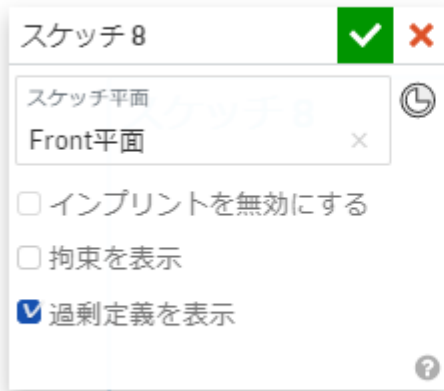 スケッチ 8
スケッチ平面
Front平面
インプリントを無効にする
拘束を表示
過剰定義を表示